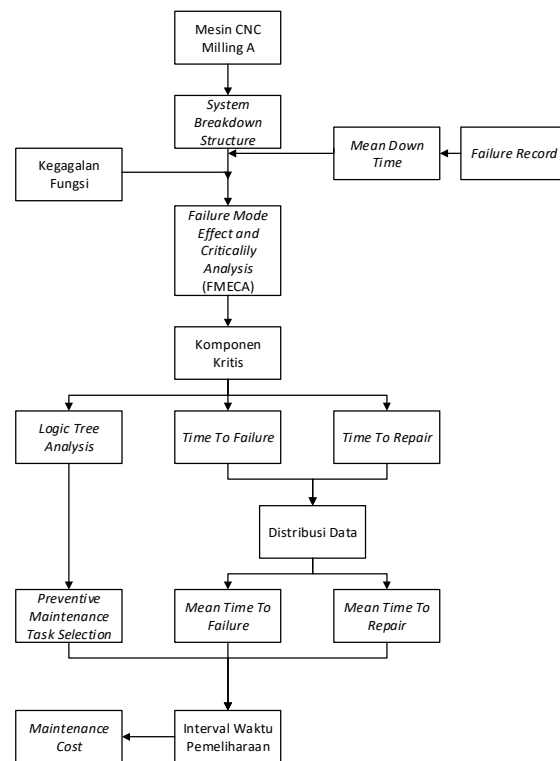 Mesin CNC
Milling A
System
Breakdown
Structure
Kegagalan
Fungsi
Mean Down
Time
Failure Record
Failure Mode
Effect and
Criticalily
Analysis
(FMECA)
Komponen
Kritis
Logic Tree
Analysis
Time To Failure
Time To Repair
Distribusi Data
Preventive
Maintenance
Task Selection
Mean Time To
Failure
Mean Time To
Repair
Maintenance
Cost
Interval Waktu
Pemeliharaan